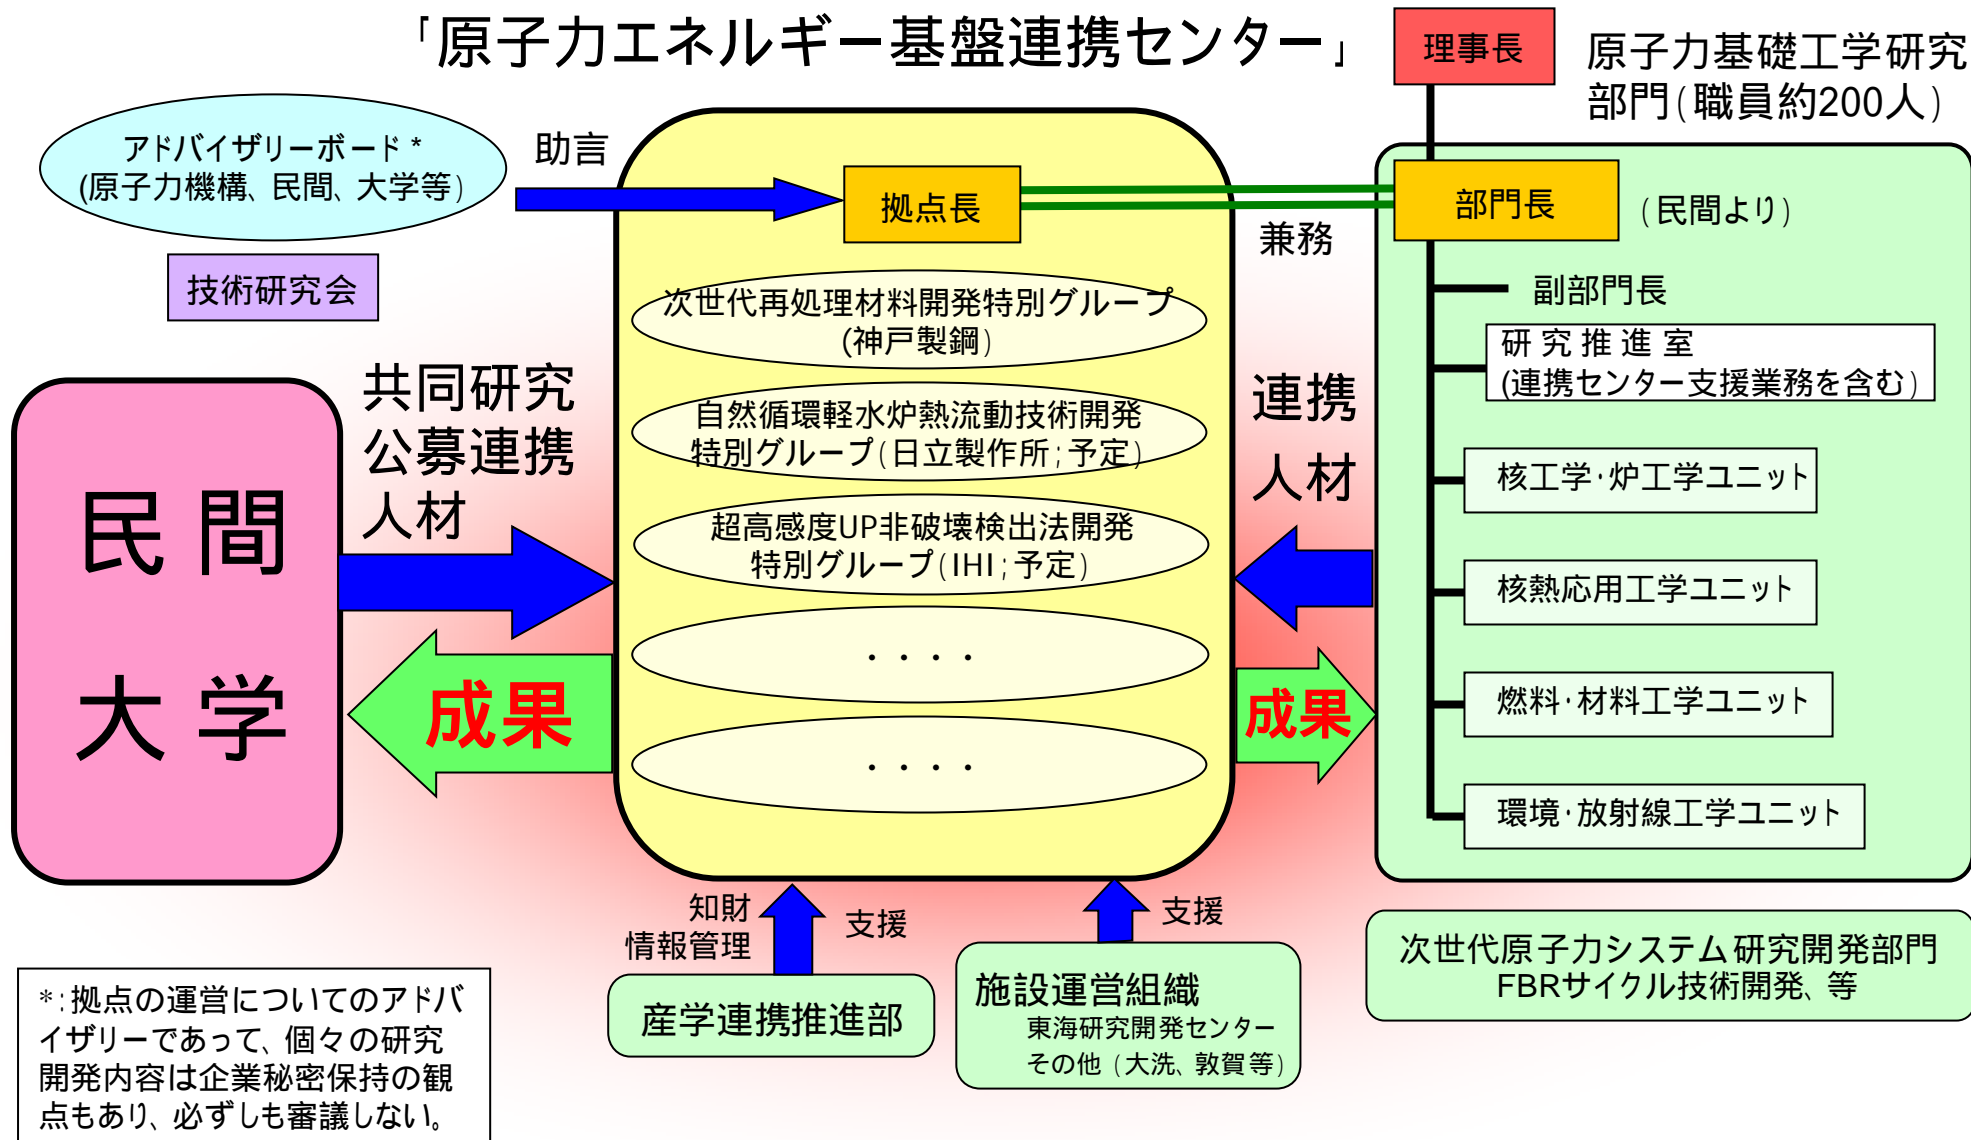 「原子力エネルギー基盤連携センター」
理事長
原子力基礎工学研究
部門(職員約200人)
アドバイザリーボード *
(原子力機構、民間、大学等)
助言
拠点長
部門長
(民間より)
兼務
技術研究会
副部門長
次世代再処理材料開発特別グループ
(神戸製鋼)
研 究 推 進 室
(連携センター支援業務を含む)
共同研究
公募連携
人材
自然循環軽水炉熱流動技術開発
特別グループ(日立製作所;予定)
連携
人材
核工学・炉工学ユニット
民 間
大 学
超高感度UP非破壊検出法開発
特別グループ(IHI;予定)
核熱応用工学ユニット
・・・・
成果
成果
燃料・材料工学ユニット
・・・・
環境・放射線工学ユニット
知財
情報管理
支援
支援
産学連携推進部
施設運営組織
東海研究開発センター
その他 (大洗、敦賀等)
次世代原子力システム研究開発部門
FBRサイクル技術開発、等
*:拠点の運営についてのアドバ
イザリーであって、個々の研究
開発内容は企業秘密保持の観
点もあり、必ずしも審議しない。